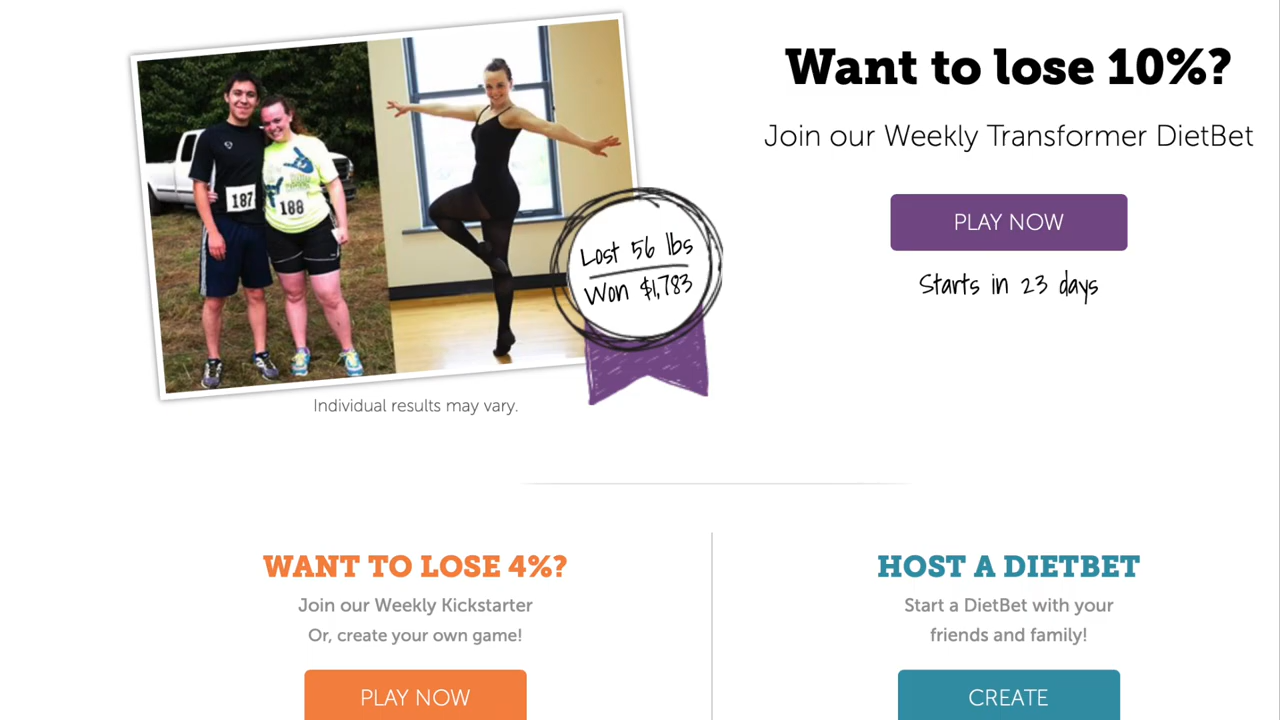 187
188
Lost 56 lbs
Won $1,783
Individual results may vary.
Want to lose 10%?
Join our Weekly Transformer DietBet
PLAY NOW
Starts in 23 days
WANT TO LOSE 4%?
Join our Weekly Kickstarter
Or, create your own game!
PLAY NOW
HOST A DIETBET
Start a DietBet with your
friends and family!
CREATE